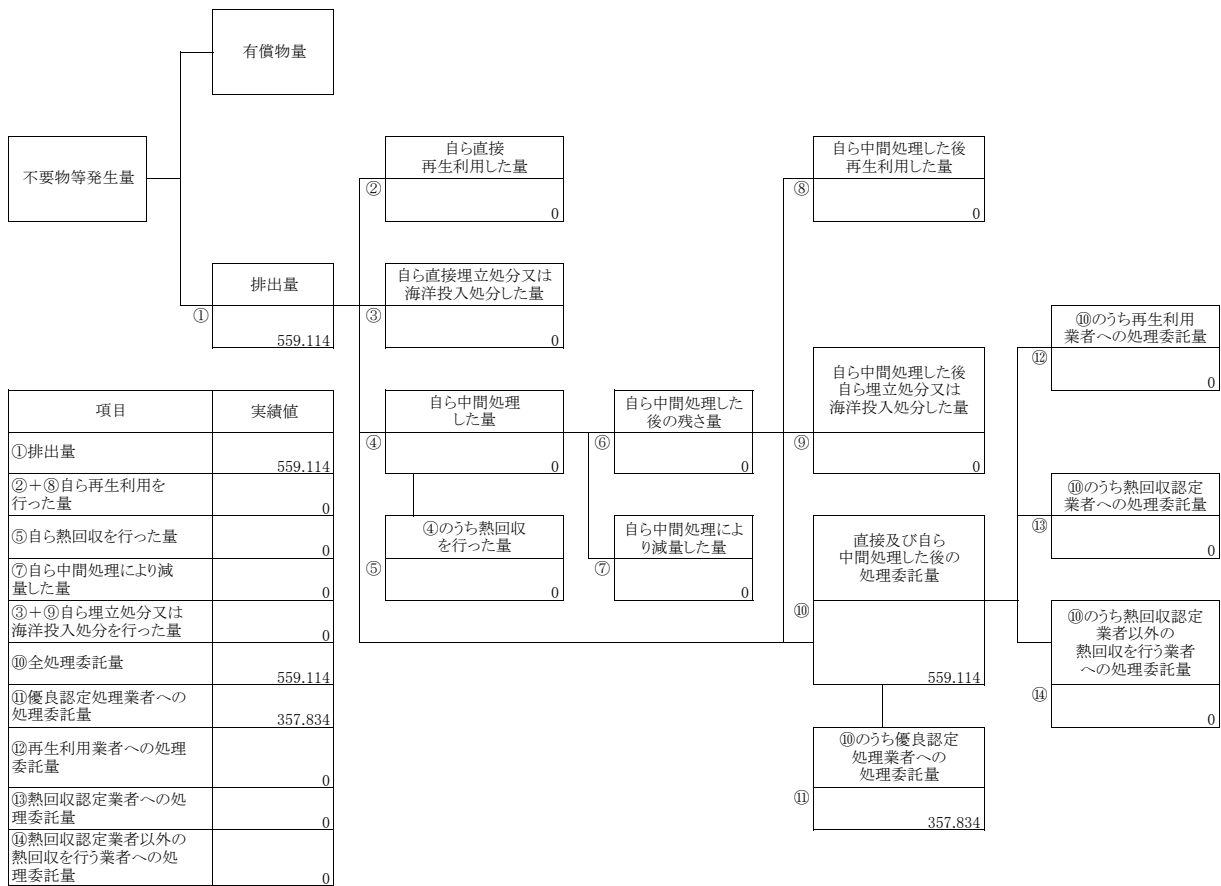 有償物量
不要物等発生量
自ら直接
再生利用した量
②
0
自ら中間処理した後
再生利用した量
⑧
0
排出量
①
559.114
自ら直接埋立処分又は
海洋投入処分した量
③
0
⑩のうち再生利用
業者への処理委託量
⑫
0
自ら中間処理した後
自ら埋立処分又は
海洋投入処分した量
⑨
0
自ら中間処理
した量
④
0
自ら中間処理した
後の残さ量
⑥
0
④のうち熱回収
を行った量
⑤
0
自ら中間処理によ
り減量した量
⑦
0
直接及び自ら
中間処理した後の
処理委託量
⑩
559.114
⑩のうち熱回収認定
業者への処理委託量
⑬
0
⑩のうち熱回収認定
業者以外の
熱回収を行う業者
への処理委託量
⑭
0
⑩のうち優良認定
処理業者への
処理委託量
⑪
357.834
項目 実績値
①排出量
559.114
②+⑧自ら再生利用を
行った量
0
⑤自ら熱回収を行った量
0
⑦自ら中間処理により減
量した量
0
③+⑨自ら埋立処分又は
海洋投入処分を行った量
0
⑩全処理委託量
559.114
⑪優良認定処理業者への
処理委託量
357.834
⑫再生利用業者への処理
委託量
0
⑬熱回収認定業者への処
理委託量
0
⑭熱回収認定業者以外の
熱回収を行う業者への処
理委託量
0